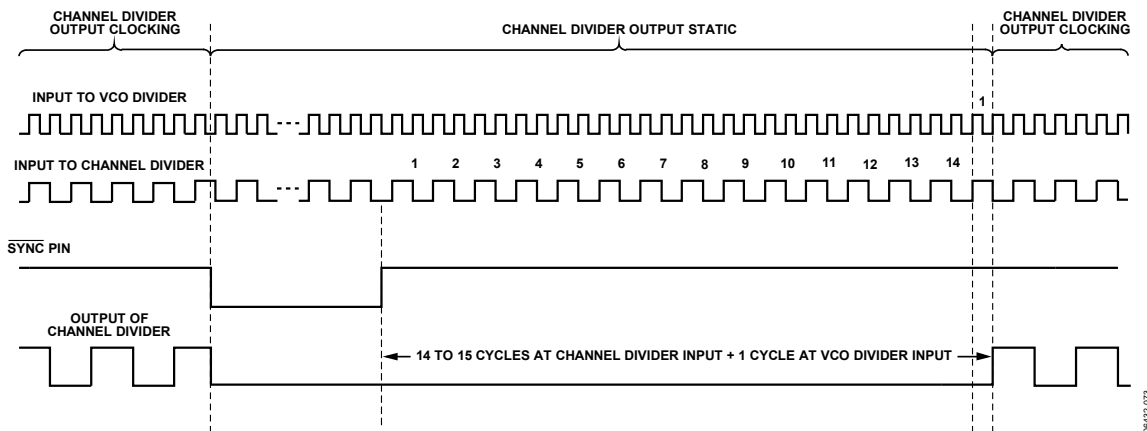 CHANNEL DIVIDER
OUTPUT CLOCKING
CHANNEL DIVIDER OUTPUT STATIC
CHANNEL DIVIDER
OUTPUT CLOCKING
INPUT TO VCO DIVIDER
1
INPUT TO CHANNEL DIVIDER
1 2 3 4 5 6 7 8 9 10 11 12 13 14
SYNC PIN
OUTPUT OF
CHANNEL DIVIDER
14 TO 15 CYCLES AT CHANNEL DIVIDER INPUT + 1 CYCLE AT VCO DIVIDER INPUT